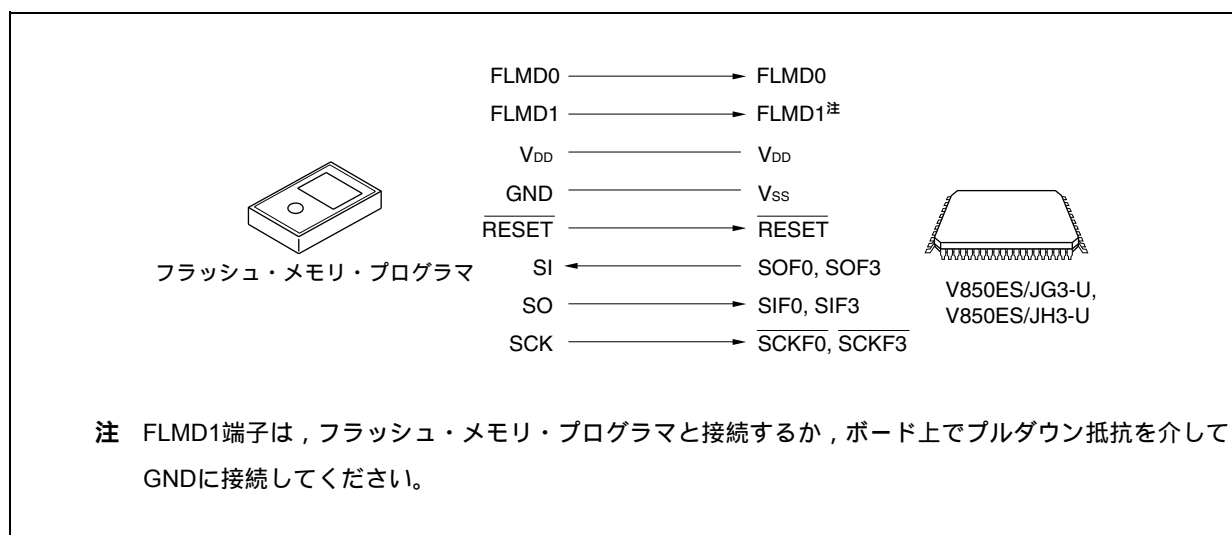 FLMD0 FLMD0
FLMD1 FLMD1注
VDD VDD
GND VSS
RESET RESET
フラッシュ・メモリ・プログラマ
SI SOF0, SOF3
SO SIF0, SIF3
SCK SCKF0, SCKF3
V850ES/JG3-U,
V850ES/JH3-U
注 FLMD1端子は，フラッシュ・メモリ・プログラマと接続するか，ボード上でプルダウン抵抗を介して
GNDに接続してください。